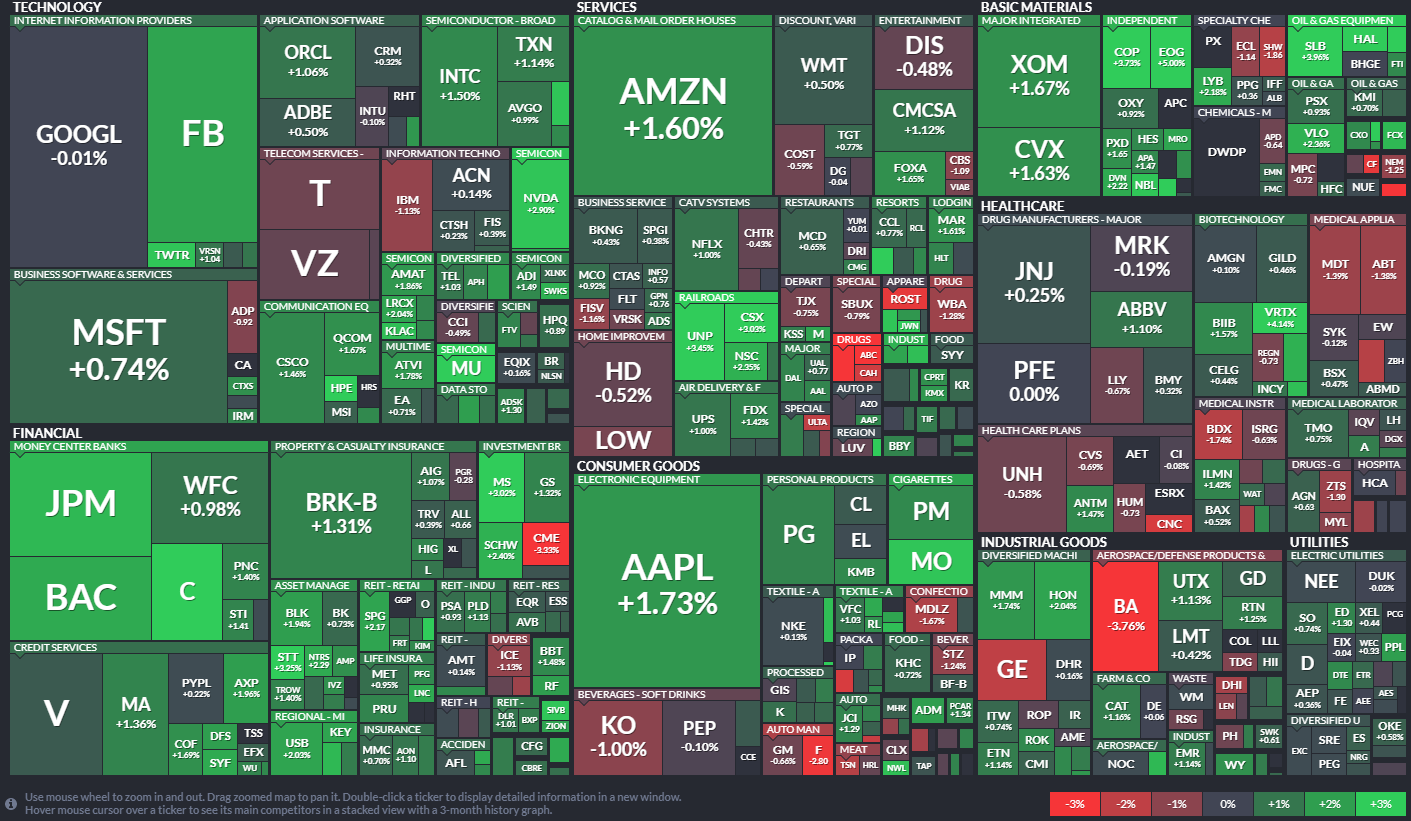 TECHNOLOGY
INTERNET INFORMATION PROVIDERS
GOOGL
-0.01%
FB
TWTR
VRSN
+1.04
APPLICATION SOFTWARE
ORCL
+1.06%
CRM
+0.32%
ADBE
+0.50%
INTU
-0.10%
RHT
SEMICONDUCTOR - BROAD
INTC
+1.50%
TXN
+1.14%
AVGO
+0.99%
TELECOM SERVICES -
T
VZ
INFORMATION TECHNO
IBM
-1.13%
ACN
+0.14%
CTSH
+0.23%
FIS
+0.39%
SEMICON
NVDA
+2.90%
BUSINESS SOFTWARE & SERVICES
MSFT
+0.74%
ADP
-0.92
CA
CTXS
IRM
COMMUNICATION EQ
CSCO
+1.46%
QCOM
+1.67%
HPE
HRS
MSI
SEMICON
AMAT
+1.86%
LRCX
+2.04%
KLAC
DIVERSIFIED
TEL
+1.03
APH
SEMICON
ADI
+1.49
XLNX
SWKS
DIVERSIFIE
CCI
-0.49%
SCIEN
FTV
HPQ
+0.89
MULTIME
ATVI
+1.78%
EA
+0.71%
SEMICON
MU
EQIX
+0.16%
BR
NLSN
DATA STO
ADSK
+1.30
FINANCIAL
MONEY CENTER BANKS
JPM
WFC
+0.98%
BAC
C
PNC
+1.40%
STI
+1.41
PROPERTY & CASUALTY INSURANCE
BRK-B
+1.31%
AIG
+1.07%
PGR
-0.28
TRV
+0.39%
ALL
+0.66
HIG
XL
L
INVESTMENT BR
MS
+3.02%
GS
+1.32%
SCHW
+2.40%
CME
-3.33%
CREDIT SERVICES
V
MA
+1.36%
PYPL
+0.22%
AXP
+1.96%
COF
+1.69%
DFS
SYF
TSS
EFX
WU
ASSET MANAGE
BLK
+1.94%
BK
+0.73%
STT
+3.25%
NTRS
+2.29
AMP
TROW
+1.40%
IVZ
REIT - RETAI
SPG
+2.17
GGP
O
FRT
KIM
REIT - INDU
PSA
+0.93
PLD
+1.13
REIT - RES
EQR
ESS
AVB
REIT -
AMT
+0.14%
DIVERS
ICE
-1.13%
BBT
+1.48%
RF
LIFE INSURA
MET
+0.95%
PFG
LNC
PRU
REGIONAL - MI
USB
+2.03%
KEY
INSURANCE
MMC
+0.70%
AON
+1.10
REIT - H
REIT -
DLR
+1.01
BXP
SIVB
ZION
ACCIDEN
AFL
CFG
CBRE
SERVICES
CATALOG & MAIL ORDER HOUSES
AMZN
+1.60%
DISCOUNT, VARI
WMT
+0.50%
COST
-0.59%
TGT
+0.77%
DG
-0.04
ENTERTAINMENT
DIS
-0.48%
CMCSA
+1.12%
FOXA
+1.65%
CBS
-1.09
VIAB
BUSINESS SERVICE
BKNG
+0.43%
SPGI
+0.38%
MCO
+0.92%
CTAS
INFO
+0.57
FLT
GPN
+0.76
FISV
-1.16%
VRSK
ADS
CATV SYSTEMS
NFLX
+1.00%
CHTR
-0.43%
RESTAURANTS
MCD
+0.65%
YUM
+0.01
DRI
CMG
RESORTS
CCL
+0.77%
RCL
LODGIN
MAR
+1.61%
HLT
RAILROADS
UNP
+3.45%
CSX
+3.03%
NSC
+2.35%
DEPART
TJX
-0.75%
KSS
M
SPECIAL
SBUX
-0.79%
APPARE
ROST
JWN
DRUG
WBA
-1.28%
HOME IMPROVEM
HD
-0.52%
LOW
MAJOR
DAL
UAL
+0.77
AAL
DRUGS
ABC
CAH
INDUST
CPRT
KMX
FOOD
SYY
KR
AIR DELIVERY & F
UPS
+1.00%
FDX
+1.42%
AUTO P
AZO
AAP
SPECIAL
ULTA
REGION
LUV
TIF
BBY
CONSUMER GOODS
ELECTRONIC EQUIPMENT
AAPL
+1.73%
PERSONAL PRODUCTS
PG
CL
EL
KMB
CIGARETTES
PM
MO
TEXTILE - A
NKE
+0.13%
TEXTILE - A
VFC
+1.03
RL
CONFECTIO
MDLZ
-1.67%
PACKA
IP
FOOD -
KHC
+0.72%
BEVER
STZ
-1.24%
BF-B
PROCESSED
GIS
K
BEVERAGES - SOFT DRINKS
KO
-1.00%
PEP
-0.10%
CCE
AUTO
JCI
+1.29
MHK
ADM
PCAR
+1.34
AUTO MAN
GM
-0.66%
F
-2.80
MEAT
TSN
HRL
CLX
NWL
TAP
BASIC MATERIALS
MAJOR INTEGRATED
XOM
+1.67%
CVX
+1.63%
INDEPENDENT
COP
+3.73%
EOG
+5.00%
OXY
+0.92%
APC
PXD
+1.65
HES
MRO
APA
+1.47
DVN
+2.22
NBL
SPECIALTY CHE
PX
ECL
-1.14
SHW
-1.86
LYB
+2.18%
PPG
+0.36
IFF
ALB
CHEMICALS - M
DWDP
APD
-0.64
EMN
FMC
OIL & GAS EQUIPMEN
SLB
+3.96%
HAL
BHGE
FTI
OIL & GA
PSX
+0.93%
VLO
+2.36%
MPC
-0.72
HFC
OIL & GAS
KMI
+0.70%
CXO
FCX
CF
NEM
-1.25
NUE
HEALTHCARE
DRUG MANUFACTURERS - MAJOR
JNJ
+0.25%
MRK
-0.19%
ABBV
+1.10%
PFE
0.00%
LLY
-0.67%
BMY
+0.32%
BIOTECHNOLOGY
AMGN
+0.10%
GILD
+0.46%
BIIB
+1.57%
VRTX
+4.14%
REGN
-0.73
CELG
+0.44%
INCY
MEDICAL APPLIA
MDT
-1.39%
ABT
-1.38%
SYK
-0.12%
EW
BSX
+0.47%
ZBH
ABMD
HEALTH CARE PLANS
UNH
-0.58%
CVS
-0.69%
AET
CI
-0.08%
ANTM
+1.47%
HUM
-0.73
ESRX
CNC
MEDICAL INSTR
BDX
-1.74%
ISRG
-0.63%
ILMN
+1.42%
WAT
BAX
+0.52%
MEDICAL LABORATOR
TMO
+0.75%
IQV
LH
A
DGX
DRUGS - G
AGN
+0.63
ZTS
-1.30
MYL
HOSPITA
HCA
INDUSTRIAL GOODS
DIVERSIFIED MACHI
MMM
+1.74%
HON
+2.04%
GE
DHR
+0.16%
ITW
+0.74%
ROP
IR
ROK
AME
ETN
+1.14%
CMI
AEROSPACE/DEFENSE PRODUCTS &
BA
-3.76%
UTX
+1.13%
GD
RTN
+1.25%
LMT
+0.42%
COL
LLL
TDG
HII
FARM & CO
CAT
+1.16%
DE
+0.06
WASTE
WM
RSG
DHI
LEN
AEROSPACE/
NOC
INDUST
EMR
+1.14%
PH
SWK
+0.61
WY
UTILITIES
ELECTRIC UTILITIES
NEE
DUK
-0.02%
SO
+0.74%
ED
+1.30
XEL
+0.44
PCG
D
EIX
-0.04
WEC
+0.33
PPL
DTE
ETR
AEP
+0.36%
FE
AEE
AES
DIVERSIFIED U
EXC
SRE
ES
OKE
+0.58%
PEG
NRG
Use mouse wheel to zoom in and out. Drag zoomed map to pan it. Double-click a ticker to display detailed information in a new window.
Hover mouse cursor over a ticker to see its main competitors in a stacked view with a 3-month history graph.
-3%
-2%
-1%
0%
+1%
+2%
+3%